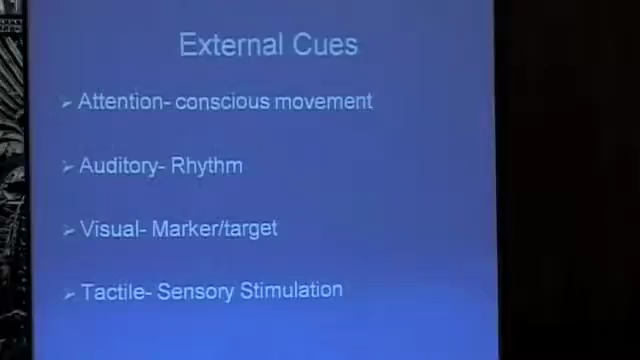 External Cues
➢ Attention- conscious movement
➢ Auditory- Rhythm
➢ Visual- Marker/target
➢ Tactile- Sensory Stimulation